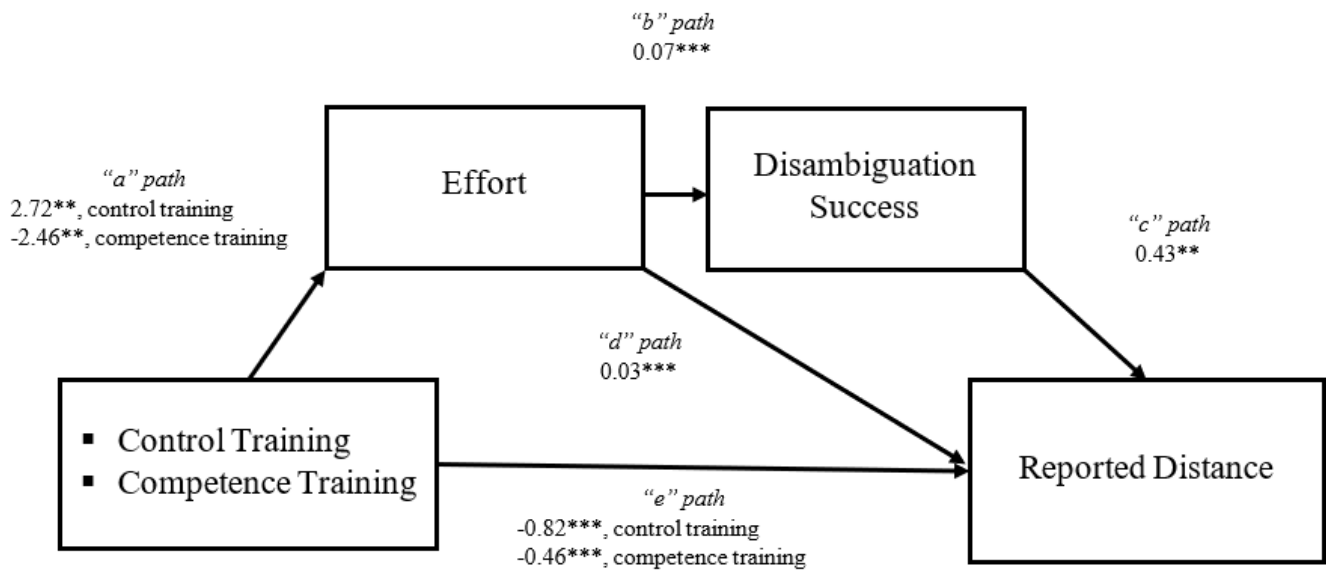 “b” path
0.07***
Effort
Disambiguation
Success
“a” path
2.72**, control training
-2.46**, competence training
“c” path
0.43**
“d” path
0.03***
▪ Control Training
▪ Competence Training
Reported Distance
“e” path
-0.82***, control training
-0.46***, competence training